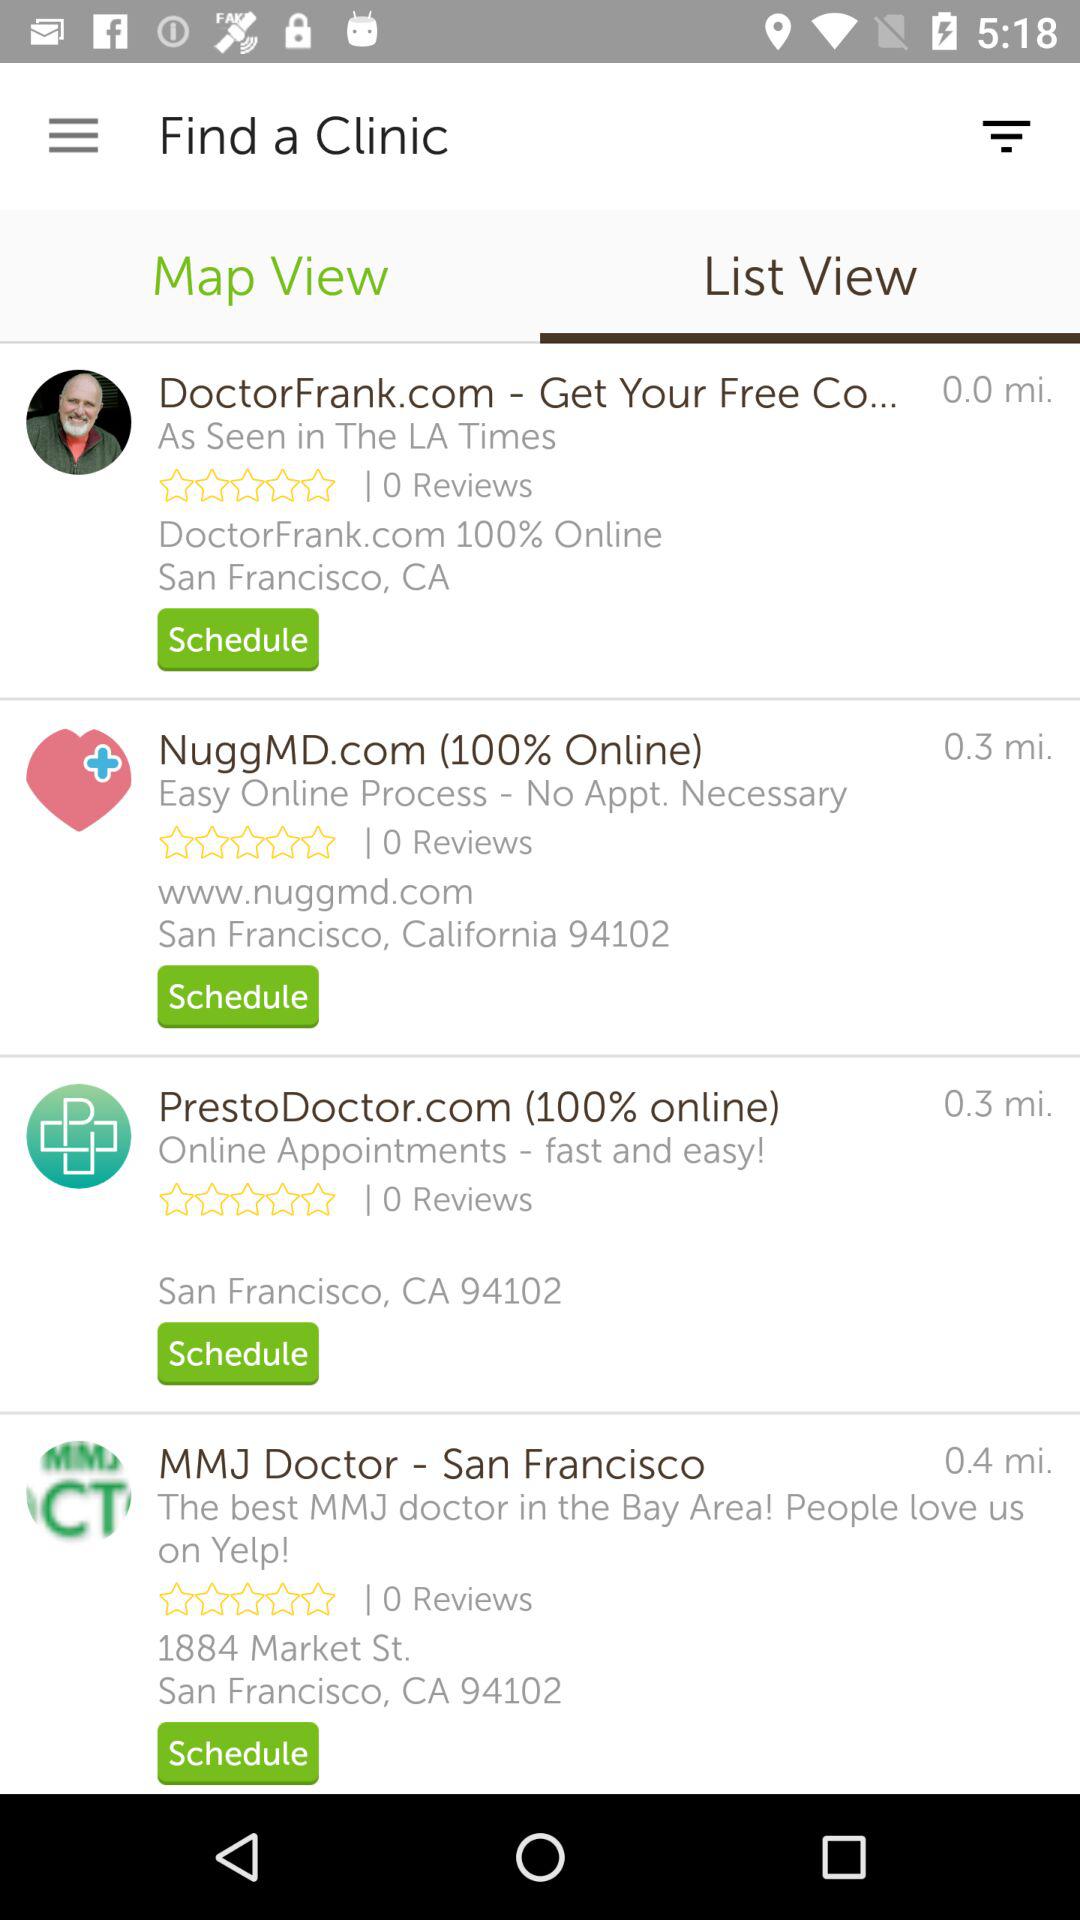 FAKE
5:18
Find a Clinic
Map View
List View
DoctorFrank.com - Get Your Free Co...
0.0 mi.
As Seen in The LA Times
| 0 Reviews
DoctorFrank.com 100% Online
San Francisco, CA
Schedule
NuggMD.com (100% Online)
0.3 mi.
Easy Online Process - No Appt. Necessary
| 0 Reviews
www.nuggmd.com
San Francisco, California 94102
Schedule
PrestoDoctor.com (100% online)
0.3 mi.
Online Appointments - fast and easy!
| 0 Reviews
San Francisco, CA 94102
Schedule
MMJ
CT
MMJ Doctor - San Francisco
0.4 mi.
The best MMJ doctor in the Bay Area! People love us
on Yelp!
| 0 Reviews
1884 Market St.
San Francisco, CA 94102
Schedule